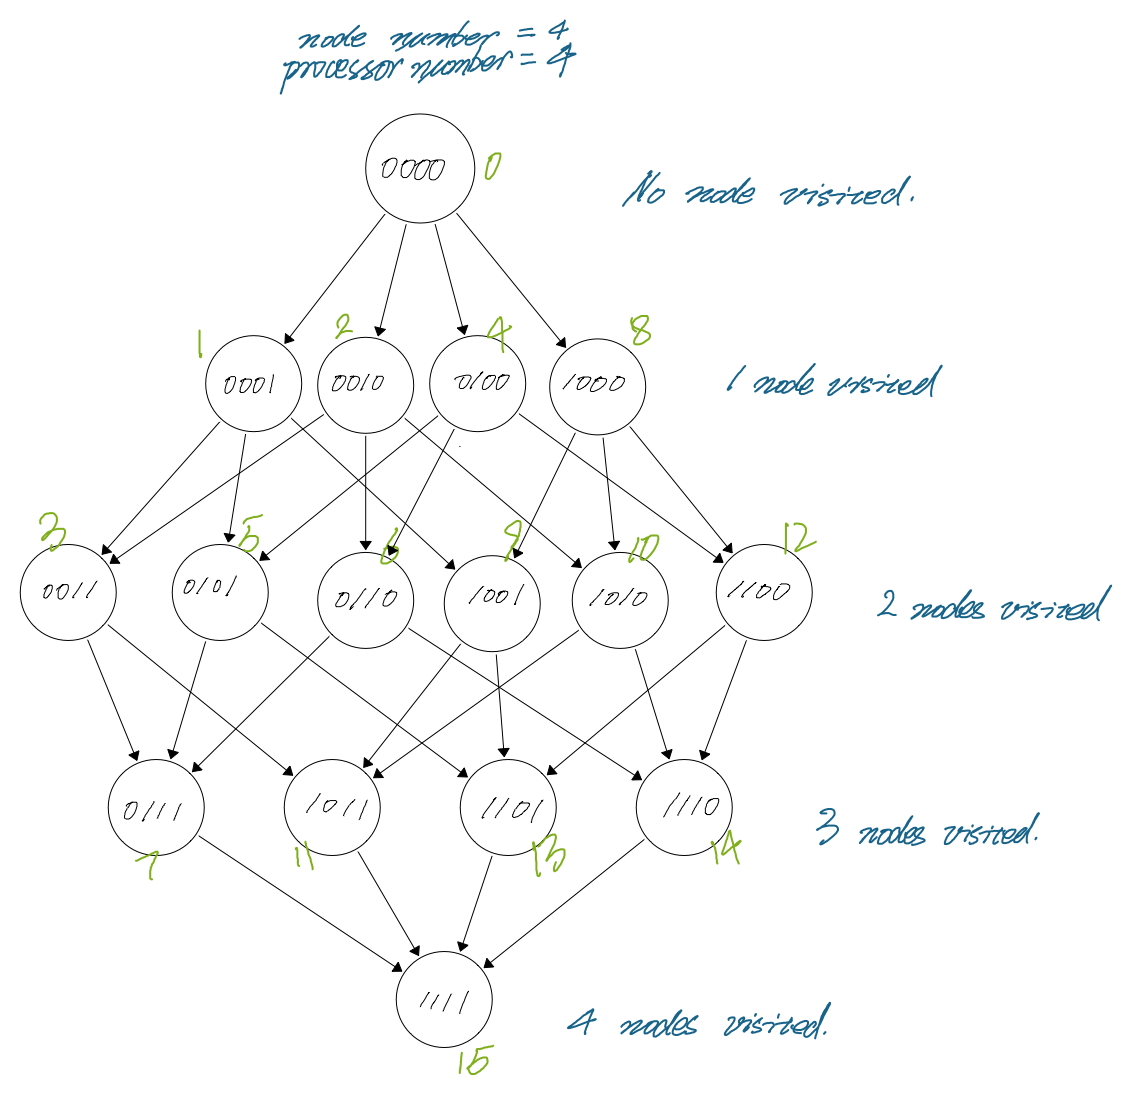 node number = 4
processor number = 4
0000 0
No node visited.
1 2 4 8
0001 0010 0100 1000
1 node visited
3 5 6 9 10 12
0011 0101 0110 1001 1010 1100
2 nodes visited
0111 1011 1101 1110
3 nodes visited.
7 11 13 14
1111
4 nodes visited.
15